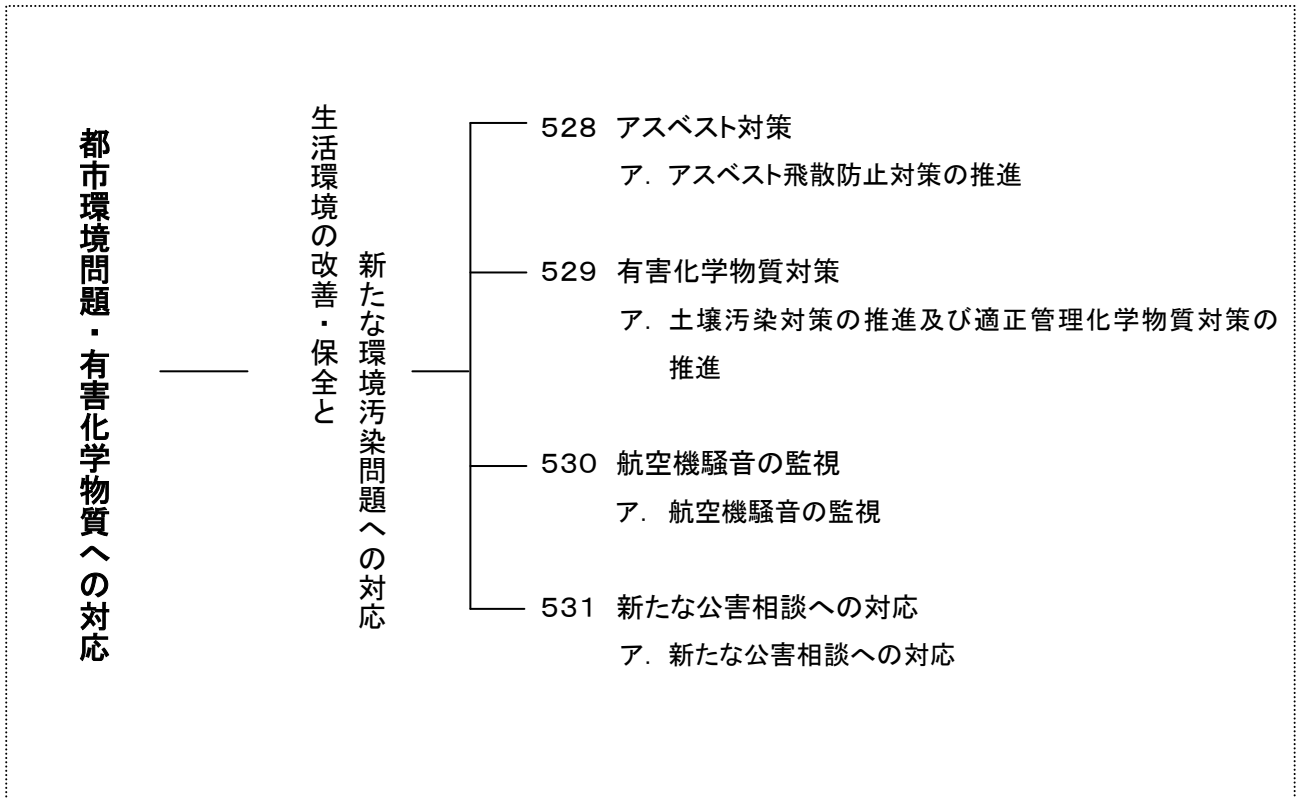 都市環境問題・有害化学物質への対応
生活環境の改善・保全と
新たな環境汚染問題への対応
528 アスベスト対策
ア. アスベスト飛散防止対策の推進
529 有害化学物質対策
ア. 土壌汚染対策の推進及び適正管理化学物質対策の
推進
530 航空機騒音の監視
ア. 航空機騒音の監視
531 新たな公害相談への対応
ア. 新たな公害相談への対応